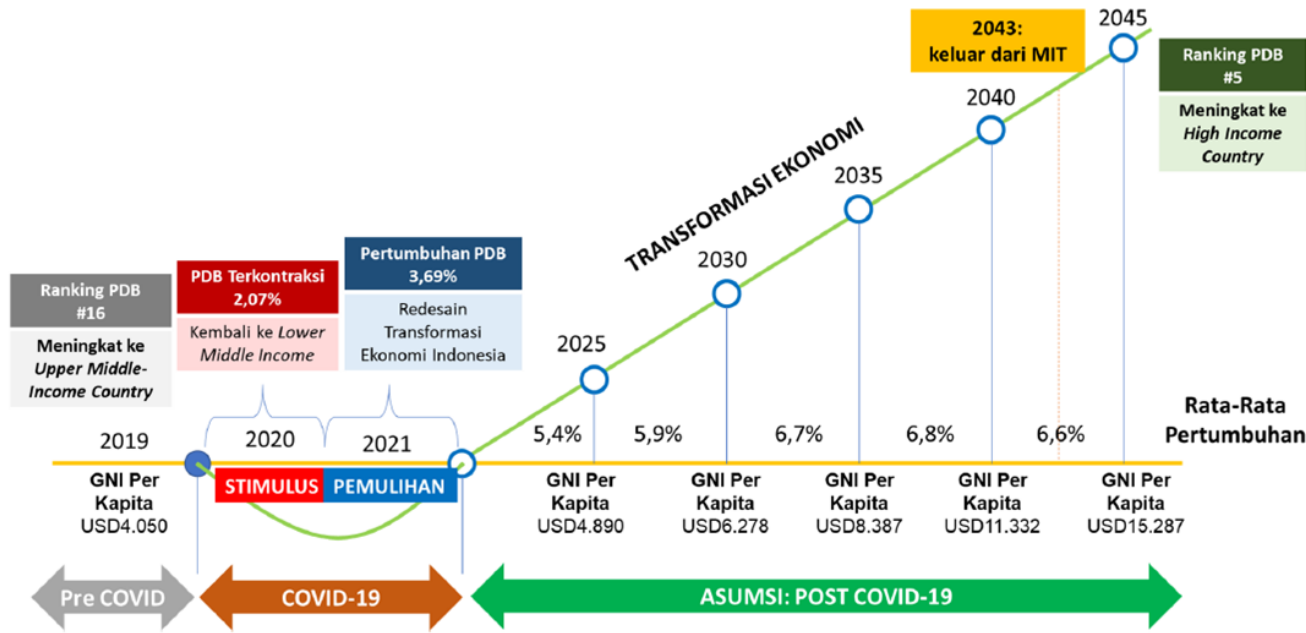 2043:
keluar dari MIT
2045
Ranking PDB
#5
Meningkat ke
High Income
Country
2040
TRANSFORMASI EKONOMI
2035
2030
2025
Ranking PDB
#16
Meningkat ke
Upper Middle-
Income Country
PDB Terkontraksi
2,07%
Kembali ke Lower
Middle Income
Pertumbuhan PDB
3,69%
Redesain
Transformasi
Ekonomi Indonesia
2019
2020
2021
5,4%
5,9%
6,7%
6,8%
6,6%
Rata-Rata
Pertumbuhan
STIMULUS
PEMULIHAN
GNI Per
Kapita
USD4.050
GNI Per
Kapita
USD4.890
GNI Per
Kapita
USD6.278
GNI Per
Kapita
USD8.387
GNI Per
Kapita
USD11.332
GNI Per
Kapita
USD15.287
Pre COVID
COVID-19
ASUMSI: POST COVID-19